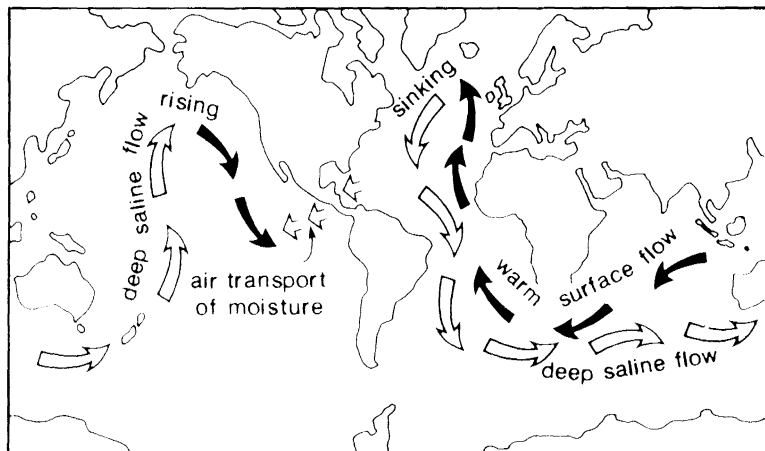 rising
sinking
deep saline flow
air transport
of moisture
warm
surface flow
deep saline flow